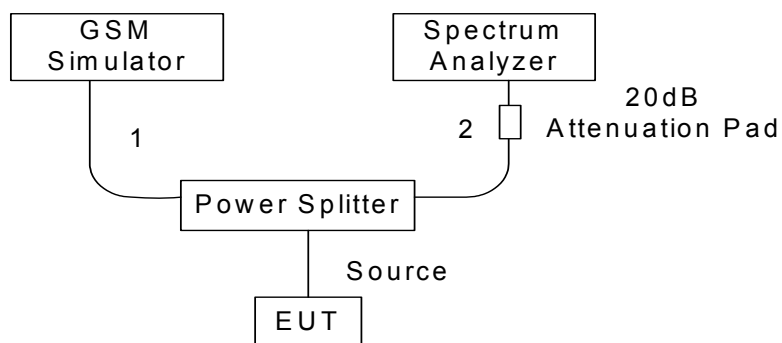 GSM
Simulator
Spectrum
Analyzer
20dB
Attenuation Pad
1
2
Power Splitter
Source
EUT